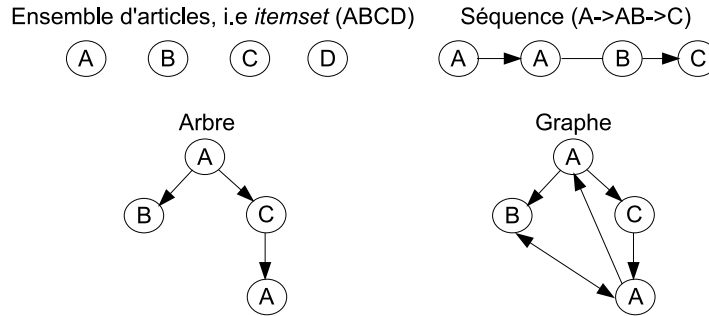 Ensemble d'articles, i.e itemset (ABCD)
A B C D
Séquence (A->AB->C)
A A B C
Arbre
A
B C
A
Graphe
A
B C
A